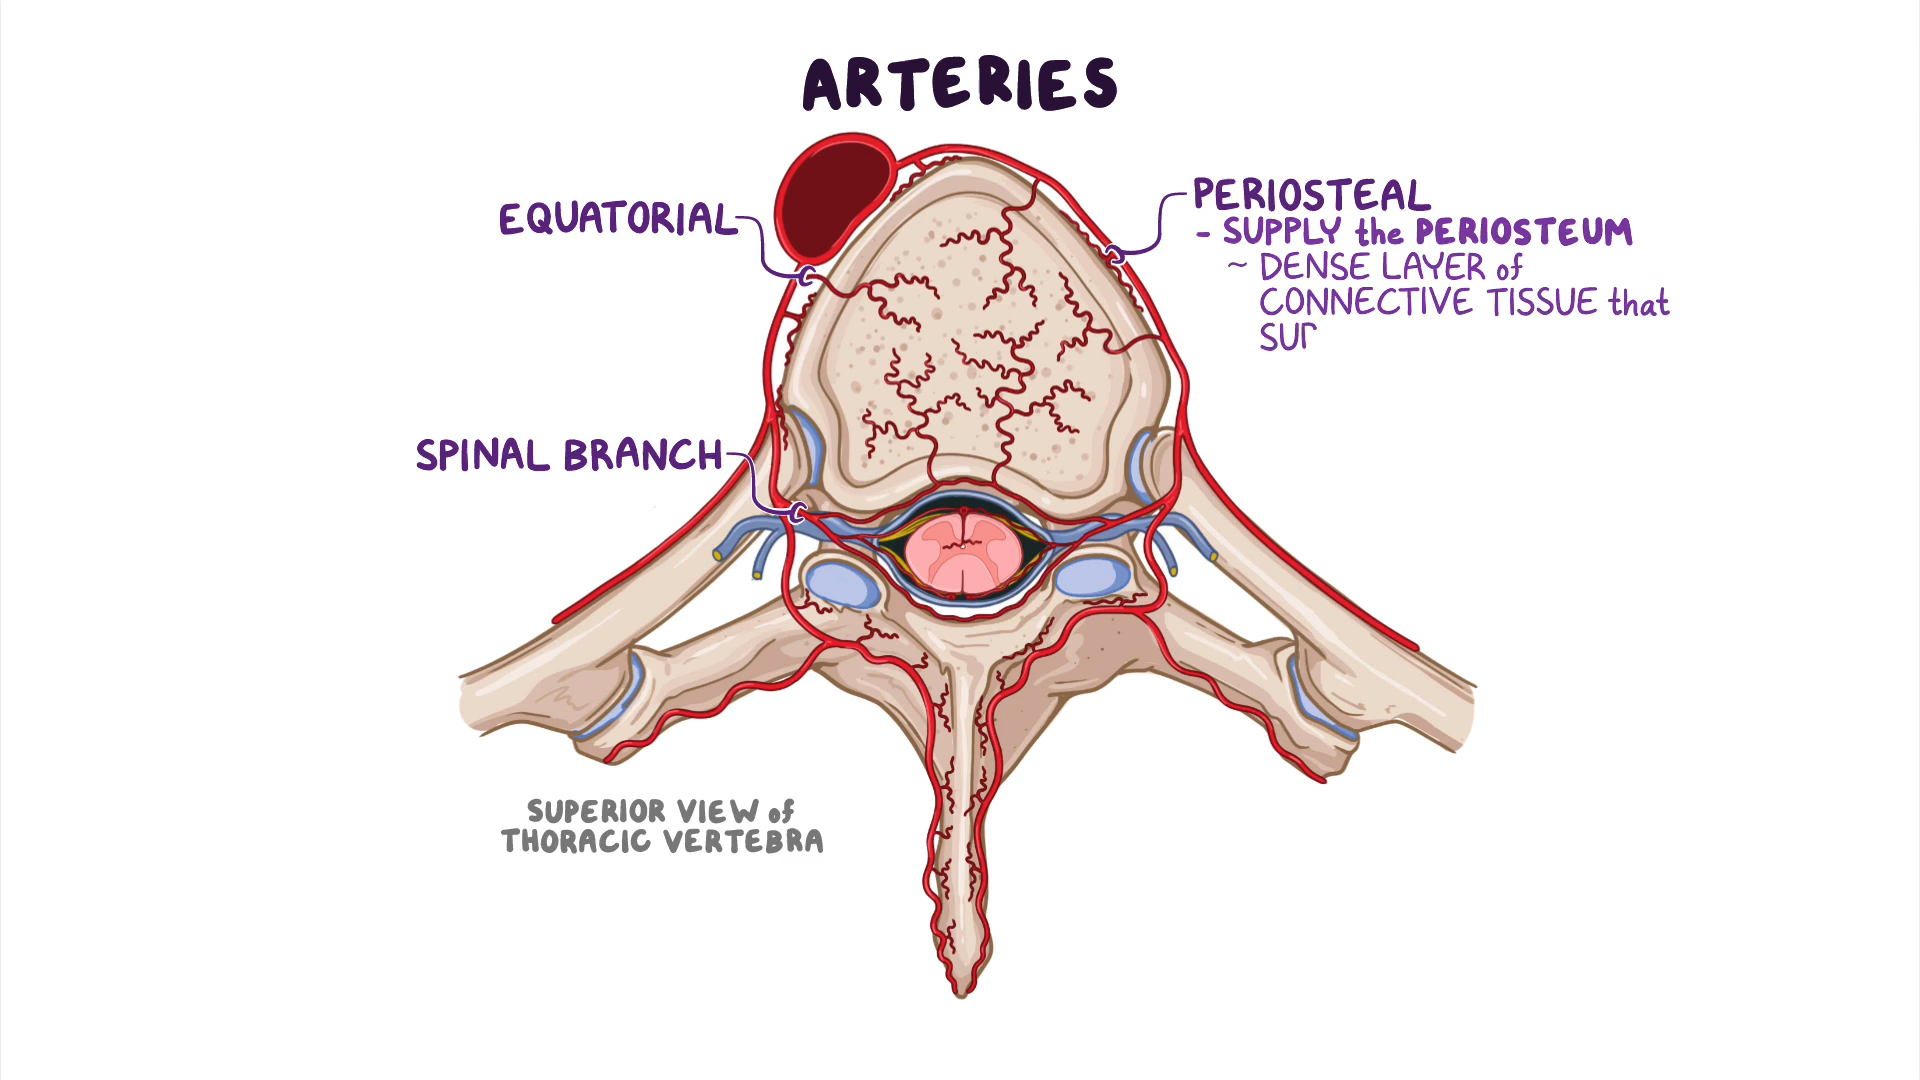 ARTERIES
EQUATORIAL
PERIOSTEAL
- SUPPLY the PERIOSTEUM
~ DENSE LAYER of
CONNECTIVE TISSUE that
SUr
SPINAL BRANCH
SUPERIOR VIEW of
THORACIC VERTEBRA